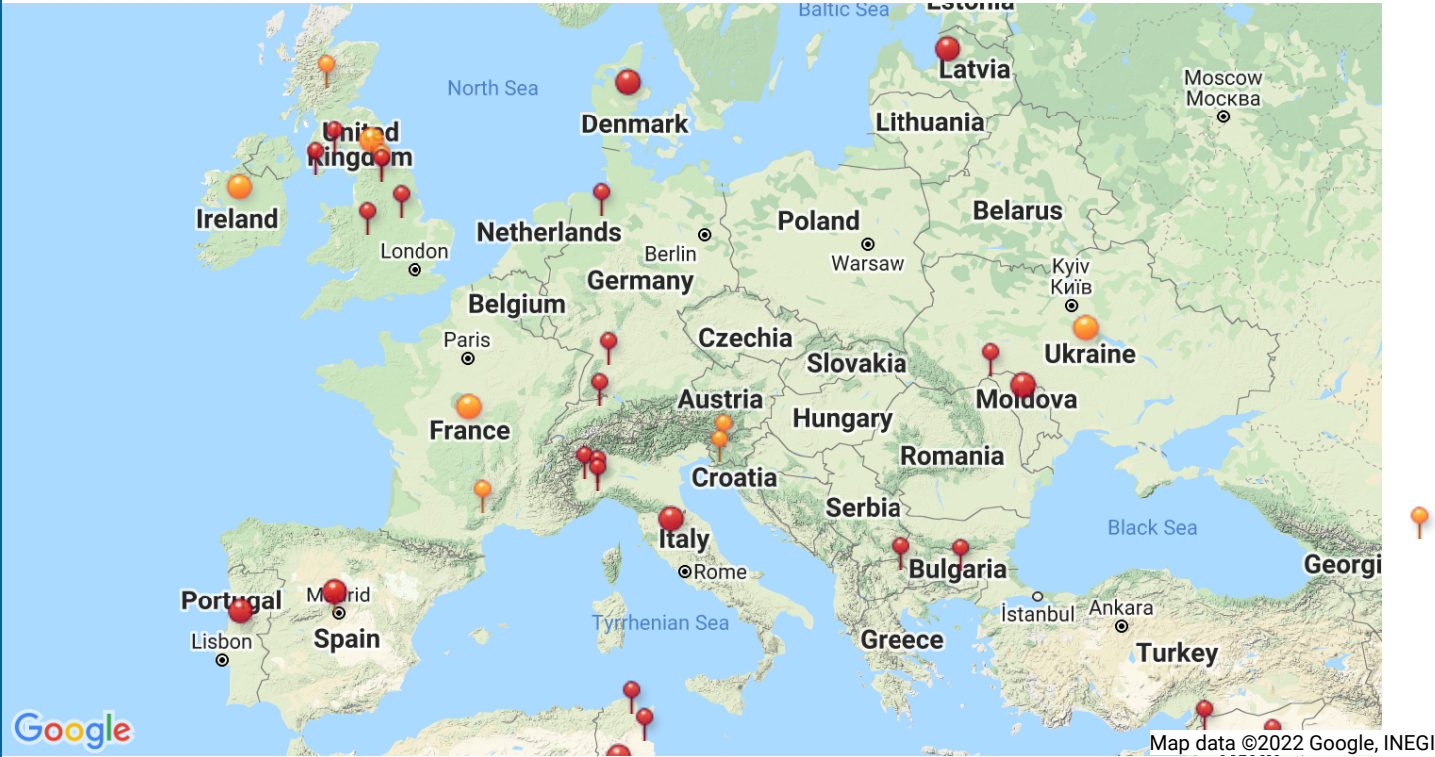 Baltic Sea
Estonia
North Sea
Latvia
Moscow
Москва
Denmark
Lithuania
United
Kingdom
Ireland
Netherlands
Poland
Belarus
London
Berlin
Warsaw
Germany
Kyiv
Київ
Belgium
Paris
Czechia
Ukraine
Slovakia
Austria
Moldova
France
Hungary
Romania
Croatia
Serbia
Black Sea
Italy
Bulgaria
Georgi
Rome
Portugal
Madrid
İstanbul
Ankara
Tyrrhenian Sea
Lisbon
Spain
Greece
Turkey
Google
Map data ©2022 Google, INEGI